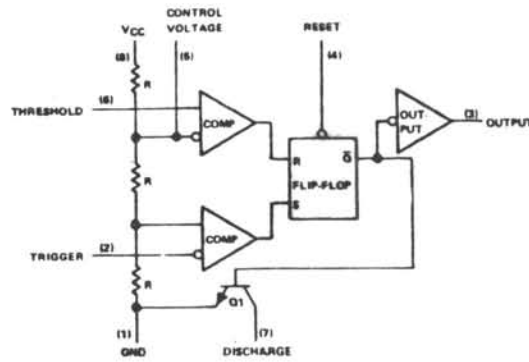 CONTROL
VOLTAGE
RESET
VCC
(8)
(5)
(4)
R
THRESHOLD
(6)
COMP
OUT-
PUT
(3)
OUTPUT
R
Q
FLIP-FLOP
S
R
COMP
TRIGGER
(2)
R
Q1
(1)
(7)
GND
DISCHARGE